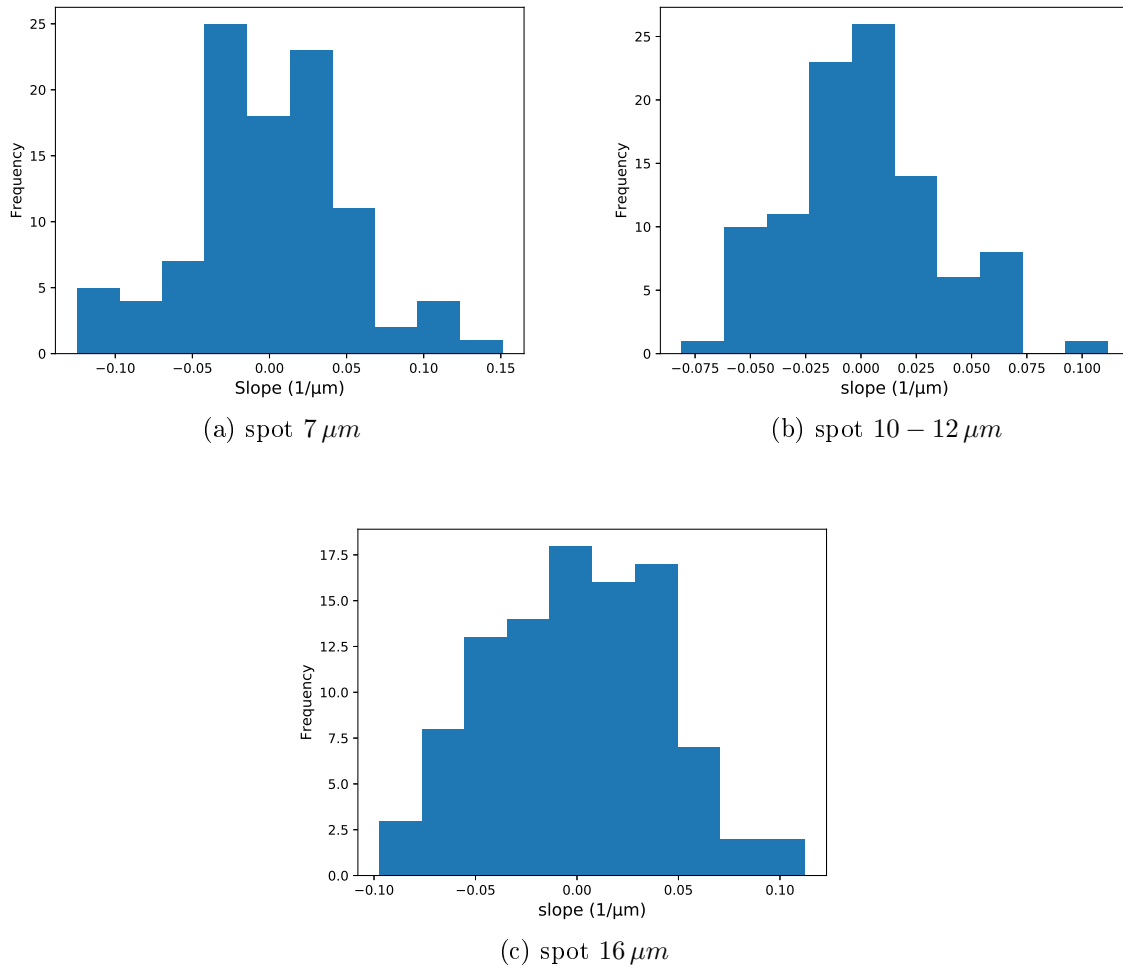 25
20
15
10
5
0
Frequency
−0.10 −0.05 0.00 0.05 0.10 0.15
Slope (1/μm)
(a) spot 7 μm
25
20
15
10
5
0
Frequency
−0.075 −0.050 −0.025 0.000 0.025 0.050 0.075 0.100
slope (1/μm)
(b) spot 10 − 12 μm
17.5
15.0
12.5
10.0
7.5
5.0
2.5
0.0
Frequency
−0.10 −0.05 0.00 0.05 0.10
slope (1/μm)
(c) spot 16 μm